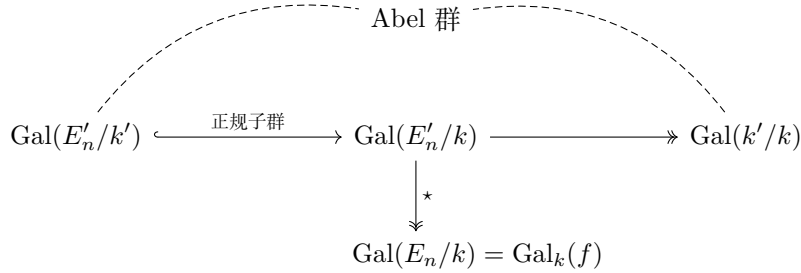 Abel 群
正规子群
Gal(E′ₙ/k′) Gal(E′ₙ/k) Gal(k′/k)
⋆
Gal(Eₙ/k) = Galₖ(f)